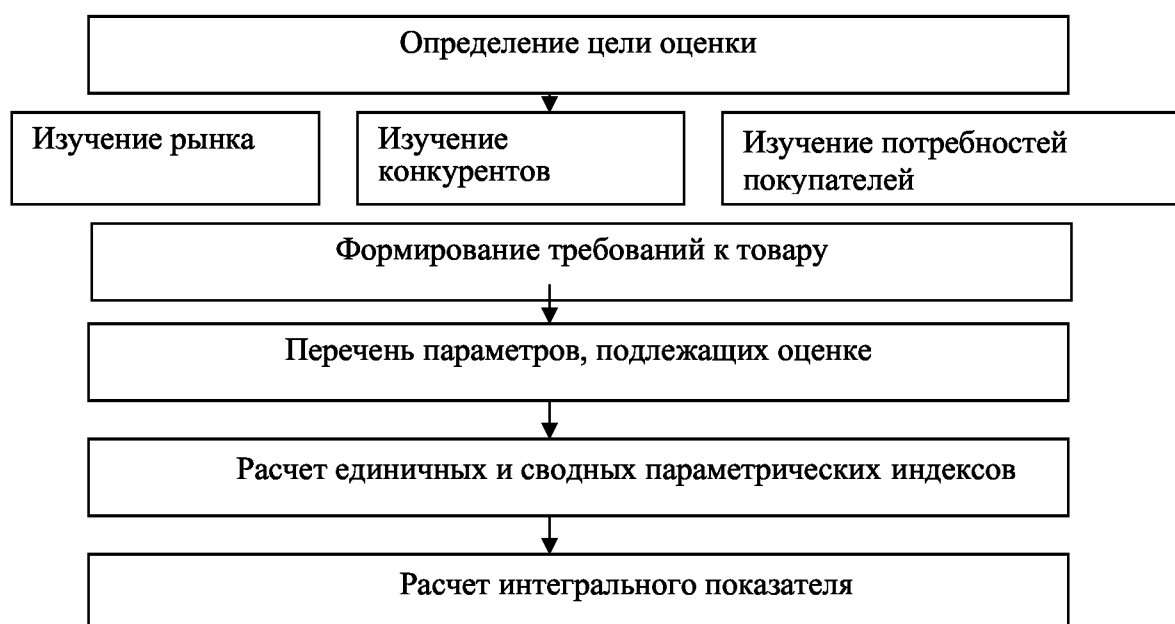 Определение цели оценки
Изучение рынка
Изучение
конкурентов
Изучение потребностей
покупателей
Формирование требований к товару
Перечень параметров, подлежащих оценке
Расчет единичных и сводных параметрических индексов
Расчет интегрального показателя